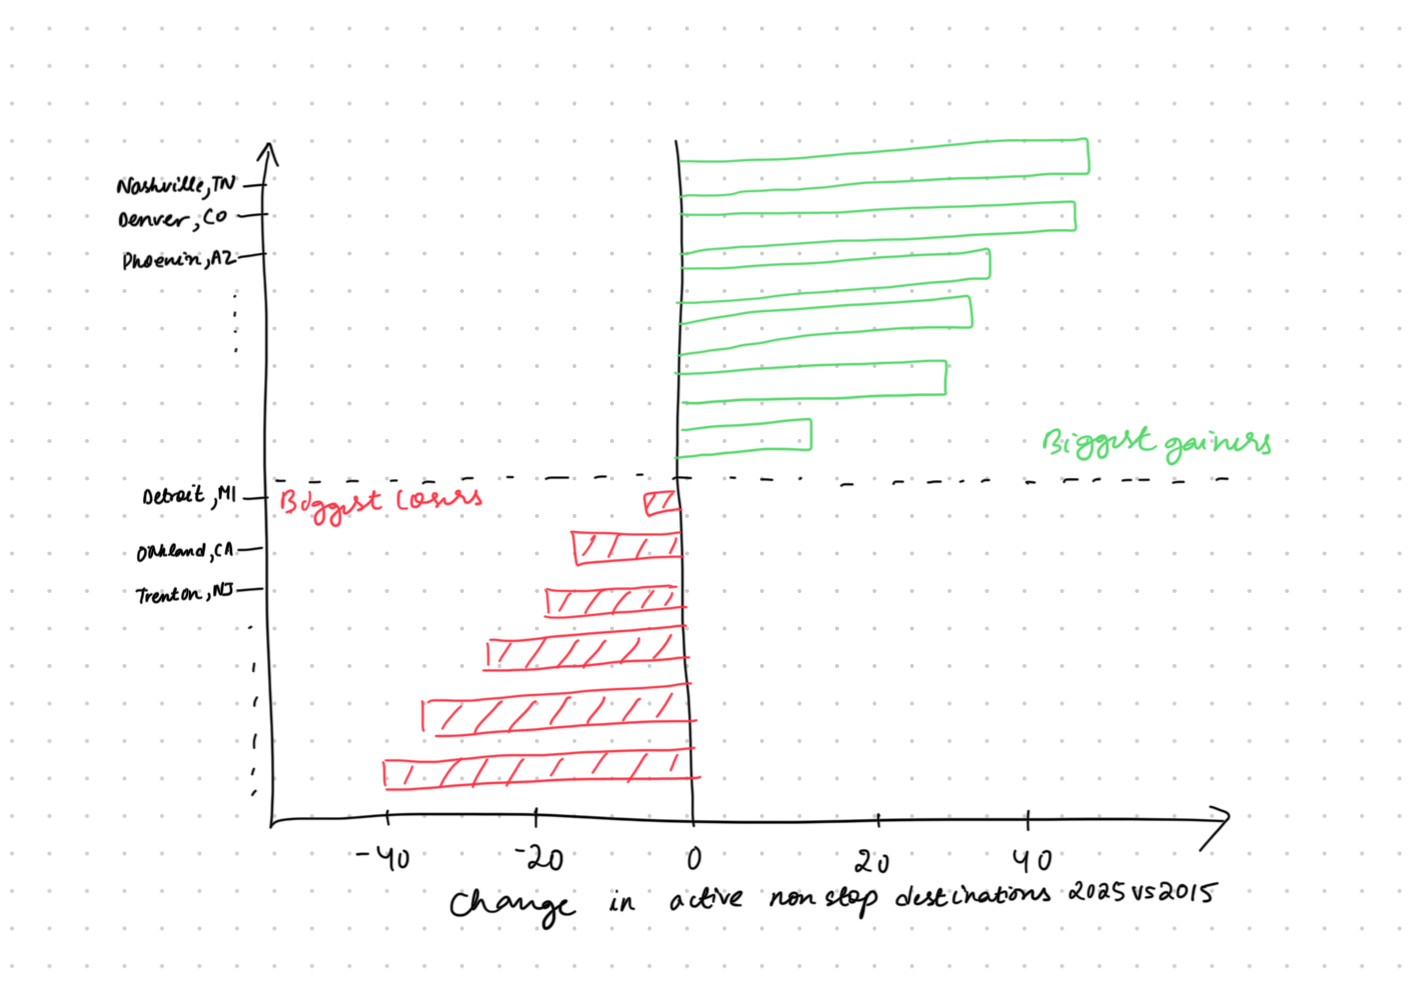 Nashville, TN
Denver, CO
Phoenin, AZ
Biggest gainers
Detroit, MI
Biggest losers
Oakland, CA
Trenton, NJ
-40 -20 0 20 40
Change in active non stop destinations 2025 vs 2015